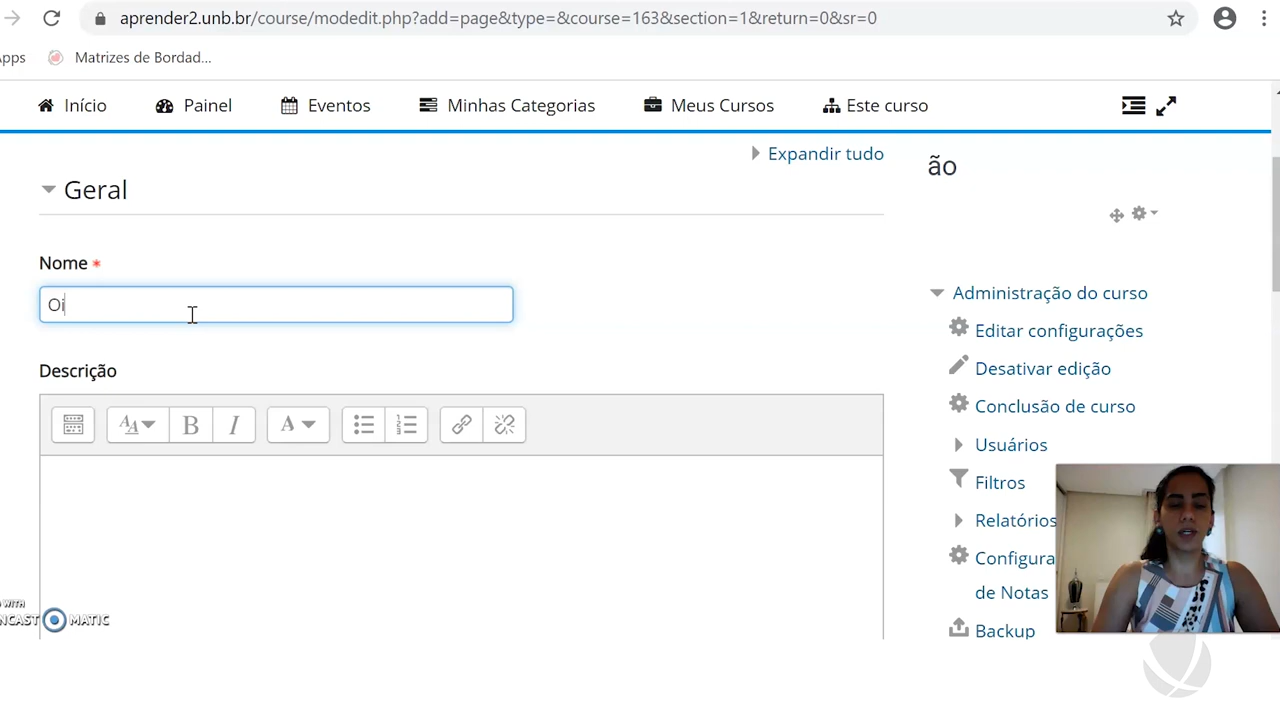 aprender2.unb.br/course/modedit.php?add=page&type=&course=163&section=1&return=0&sr=0
pps Matrizes de Bordad...
Início Painel Eventos Minhas Categorias Meus Cursos Este curso
Expandir tudo
ão
Geral
Nome *
Oi
Descrição
A A B I A
Administração do curso
Editar configurações
Desativar edição
Conclusão de curso
Usuários
Filtros
Relatórios
Configura
de Notas
Backup
WITH
NCAST MATIC